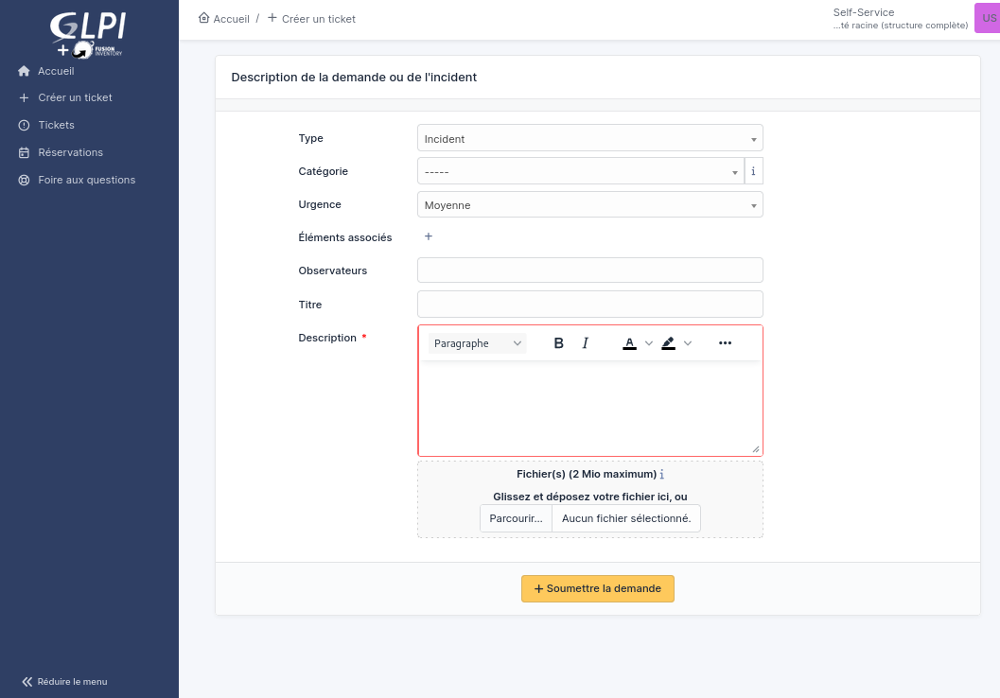 GLPI
FUSION
INVENTORY
Accueil
Créer un ticket
Tickets
Réservations
Foire aux questions
Réduire le menu
Accueil / Créer un ticket
Self-Service
...té racine (structure complète)
US
Description de la demande ou de l'incident
Type
Incident
Catégorie
-----
i
Urgence
Moyenne
Éléments associés
+
Observateurs
Titre
Description *
Paragraphe
B I A
Fichier(s) (2 Mio maximum) i
Glissez et déposez votre fichier ici, ou
Parcourir... Aucun fichier sélectionné.
+ Soumettre la demande